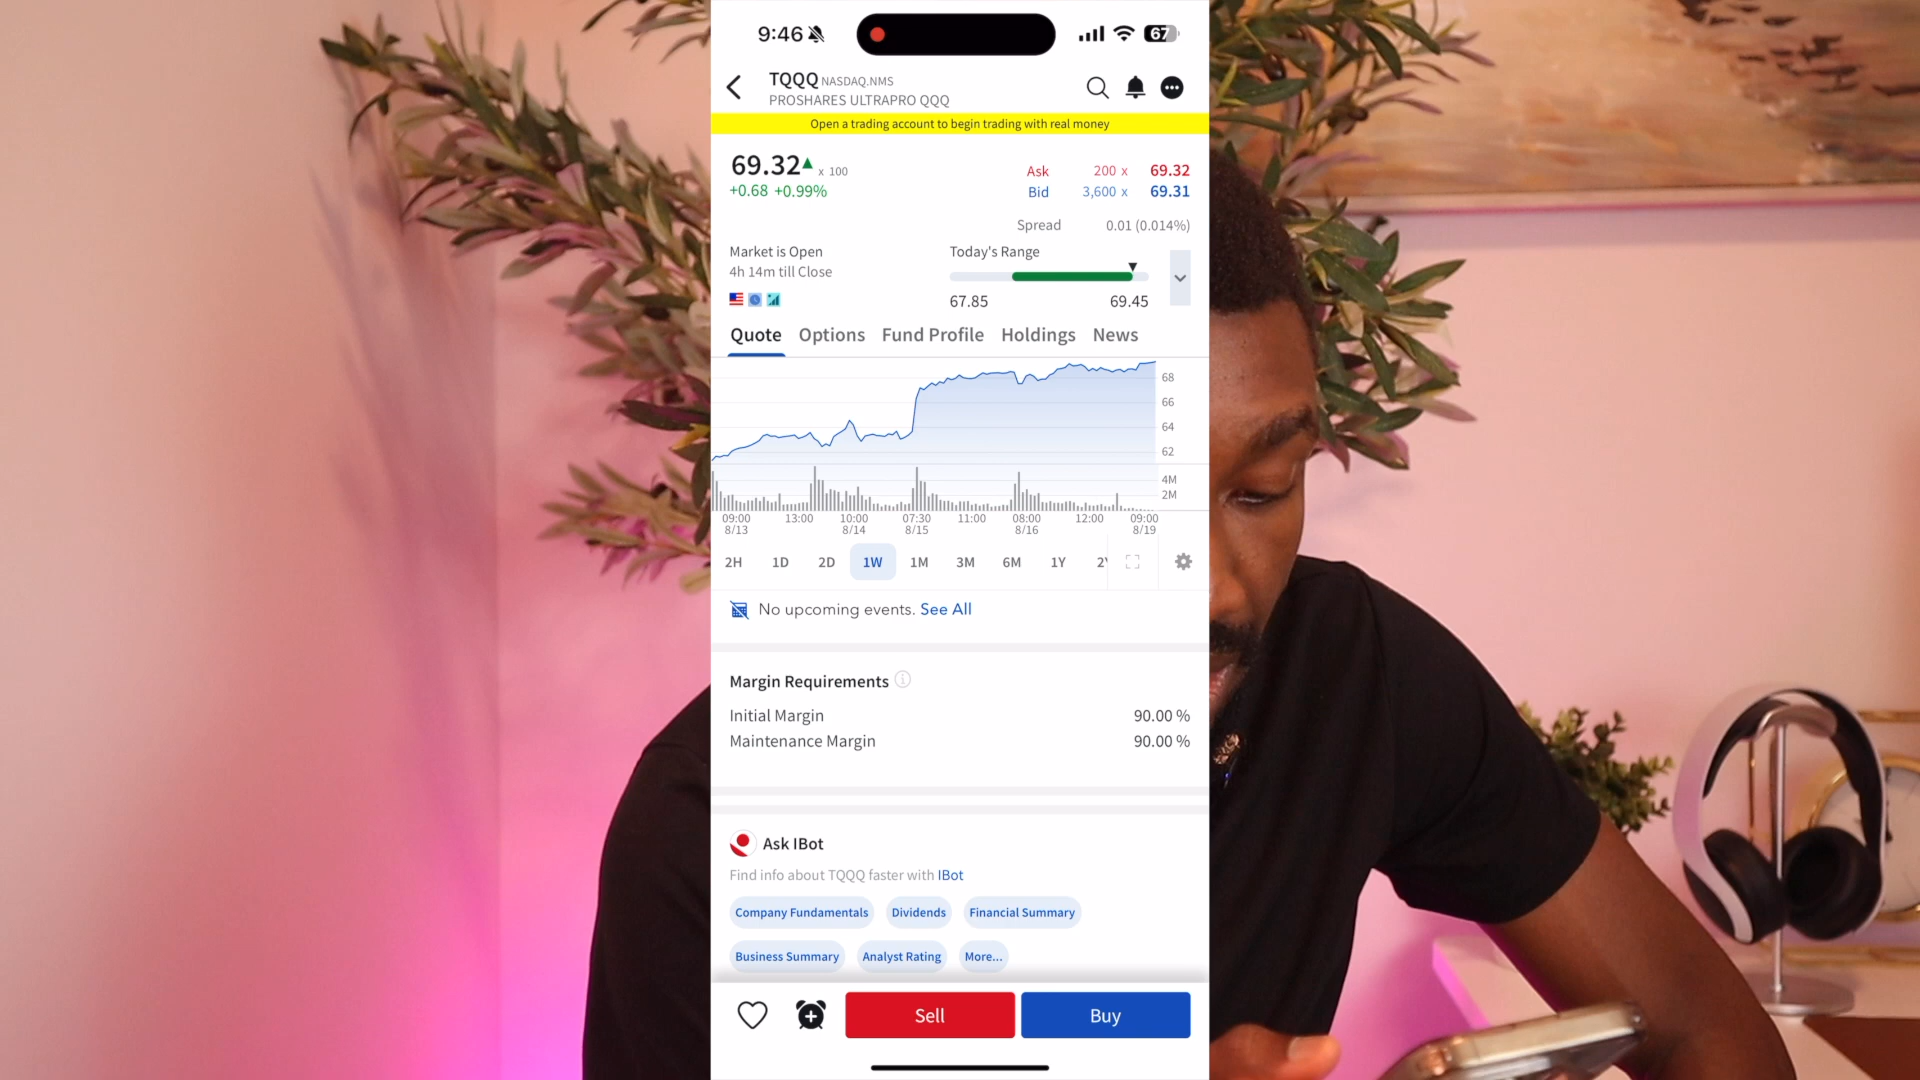 9:46
67
TQQQ NASDAQ.NMS
PROSHARES ULTRAPRO QQQ
Open a trading account to begin trading with real money
69.32 x 100
+0.68 +0.99%
Ask 200 x 69.32
Bid 3,600 x 69.31
Spread 0.01 (0.014%)
Market is Open
4h 14m till Close
Today's Range
67.85 69.45
Quote Options Fund Profile Holdings News
68
66
64
62
4M
2M
09:00 13:00 10:00 07:30 11:00 08:00 12:00 09:00
8/13 8/14 8/15 8/16 8/19
2H 1D 2D 1W 1M 3M 6M 1Y 2Y
No upcoming events. See All
Margin Requirements
Initial Margin 90.00 %
Maintenance Margin 90.00 %
Ask IBot
Find info about TQQQ faster with IBot
Company Fundamentals Dividends Financial Summary
Business Summary Analyst Rating More...
Sell Buy